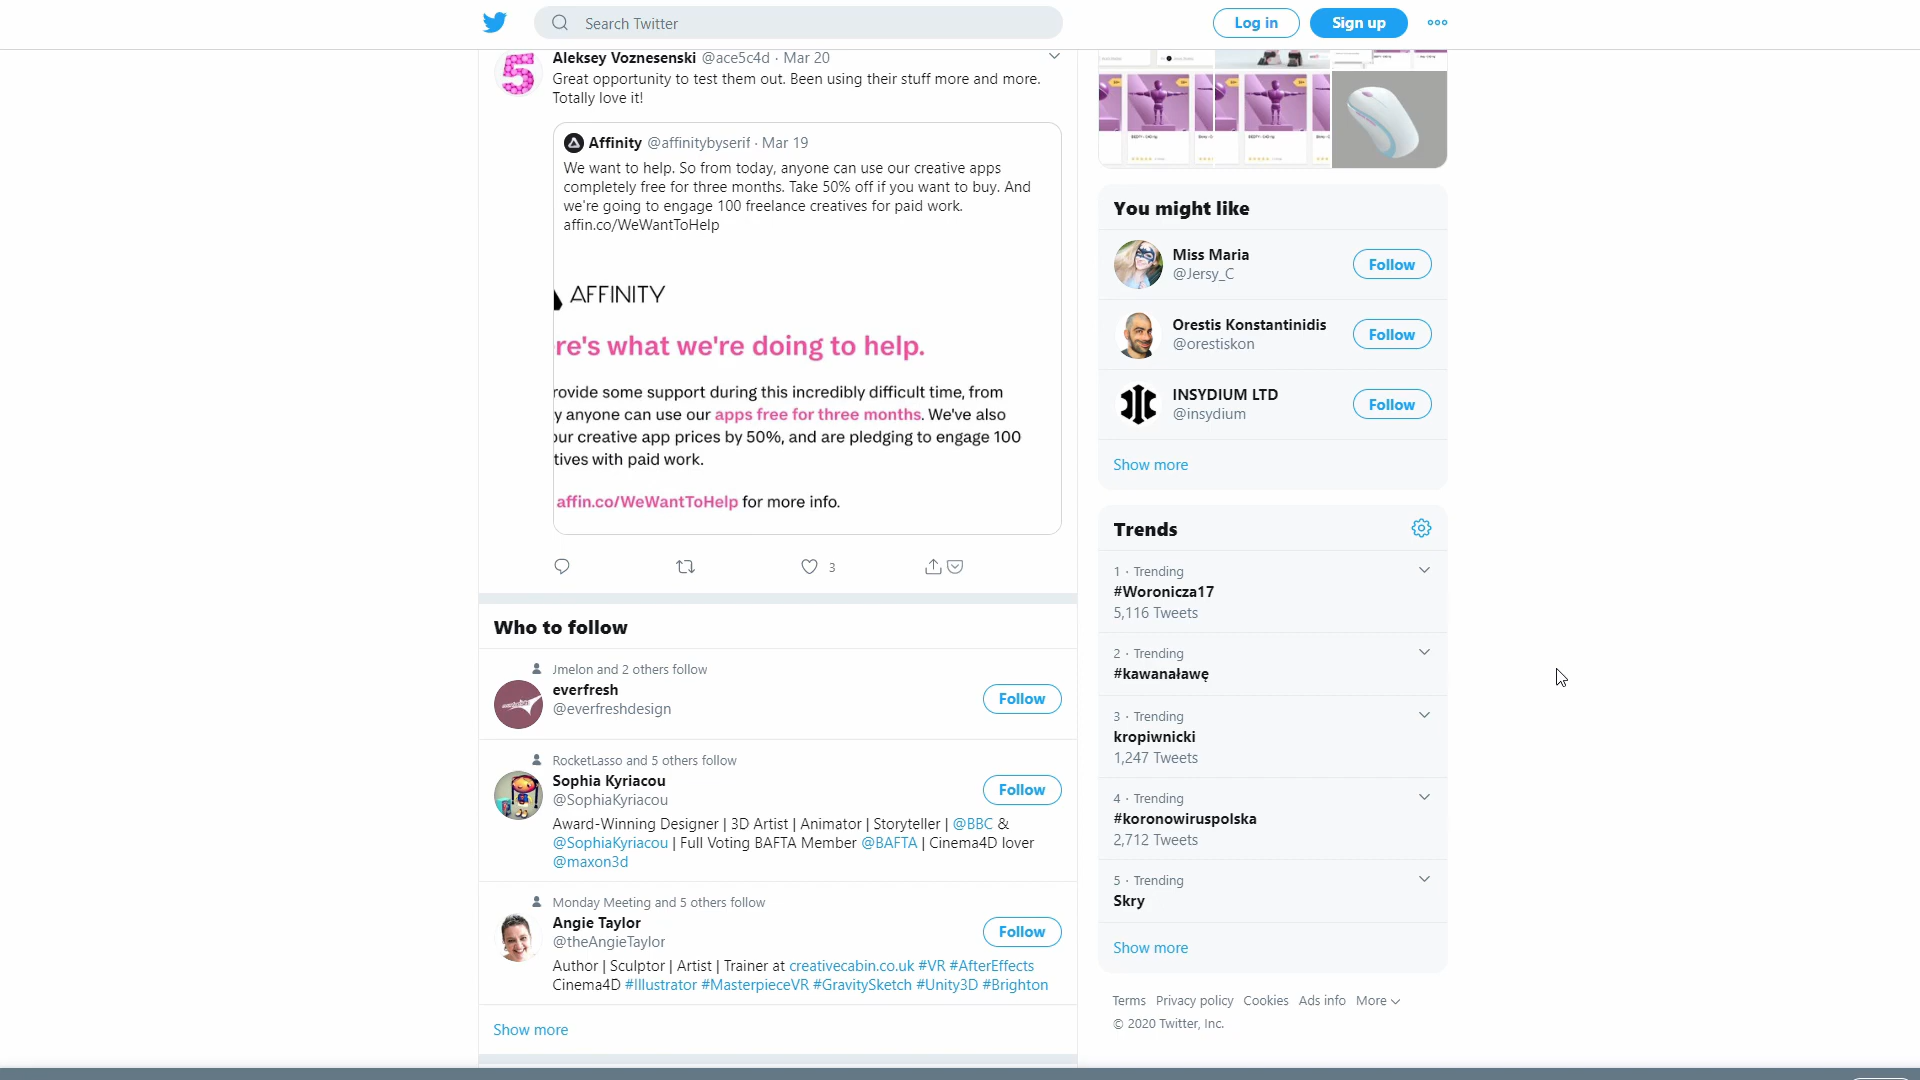 Search Twitter
Log in
Sign up
Aleksey Voznesenski @ace5c4d · Mar 20
Great opportunity to test them out. Been using their stuff more and more.
Totally love it!
Affinity @affinitybyserif · Mar 19
We want to help. So from today, anyone can use our creative apps
completely free for three months. Take 50% off if you want to buy. And
we're going to engage 100 freelance creatives for paid work.
affin.co/WeWantToHelp
AFFINITY
re's what we're doing to help.
rovide some support during this incredibly difficult time, from
y anyone can use our apps free for three months. We've also
our creative app prices by 50%, and are pledging to engage 100
tives with paid work.
affin.co/WeWantToHelp for more info.
3
Who to follow
Jmelon and 2 others follow
everfresh
@everfreshdesign
Follow
RocketLasso and 5 others follow
Sophia Kyriacou
@SophiaKyriacou
Follow
Award-Winning Designer | 3D Artist | Animator | Storyteller | @BBC &
@SophiaKyriacou | Full Voting BAFTA Member @BAFTA | Cinema4D lover
@maxon3d
Monday Meeting and 5 others follow
Angie Taylor
@theAngieTaylor
Follow
Author | Sculptor | Artist | Trainer at creativecabin.co.uk #VR #AfterEffects
Cinema4D #Illustrator #MasterpieceVR #GravitySketch #Unity3D #Brighton
Show more
You might like
Miss Maria
@Jersy_C
Follow
Orestis Konstantinidis
@orestiskon
Follow
INSYDIUM LTD
@insydium
Follow
Show more
Trends
1 · Trending
#Woronicza17
5,116 Tweets
2 · Trending
#kawanaławę
3 · Trending
kropiwnicki
1,247 Tweets
4 · Trending
#koronowiruspolska
2,712 Tweets
5 · Trending
Skry
Show more
Terms Privacy policy Cookies Ads info More
© 2020 Twitter, Inc.